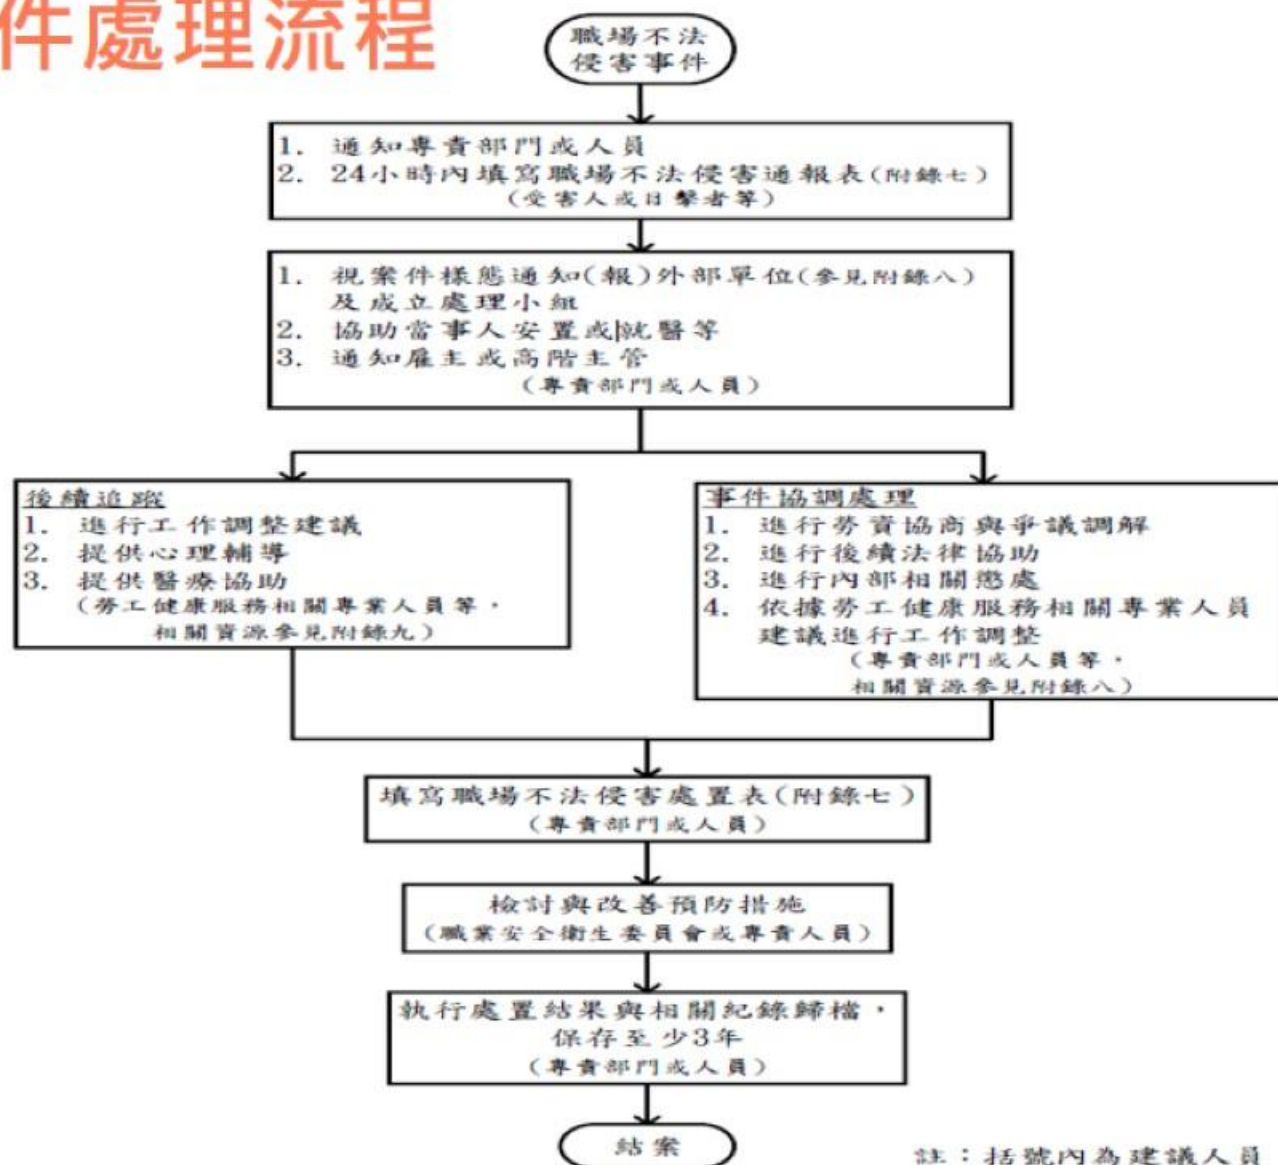 件處理流程
職場不法
侵害事件
1. 通知專責部門或人員
2. 24小時內填寫職場不法侵害通報表(附錄七)
(受害人或目擊者等)
1. 視案件樣態通知(報)外部單位(參見附錄八)
及成立處理小組
2. 協助當事人安置或就醫等
3. 通知雇主或高階主管
(專責部門或人員)
後續追蹤
1. 進行工作調整建議
2. 提供心理輔導
3. 提供醫療協助
(勞工健康服務相關專業人員等，
相關資源參見附錄九)
事件協調處理
1. 進行勞資協商與爭議調解
2. 進行後續法律協助
3. 進行內部相關懲處
4. 依據勞工健康服務相關專業人員
建議進行工作調整
(專責部門或人員等，
相關資源參見附錄八)
填寫職場不法侵害處置表(附錄七)
(專責部門或人員)
檢討與改善預防措施
(職業安全衛生委員會或專責人員)
執行處置結果與相關紀錄歸檔，
保存至少3年
(專責部門或人員)
結案
註：括號內為建議人員